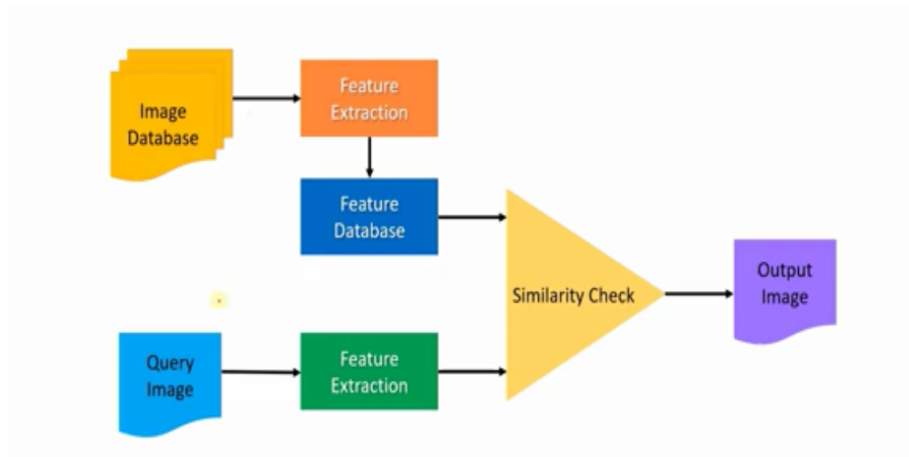 Image
Database
Feature
Extraction
Feature
Database
Similarity Check
Output
Image
Query
Image
Feature
Extraction